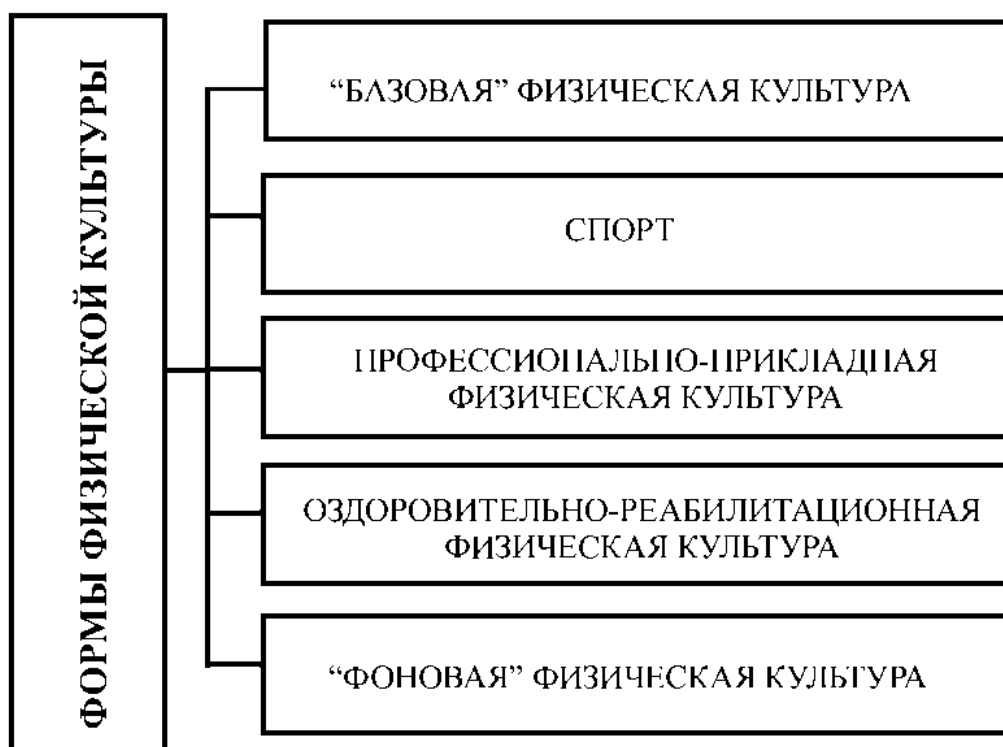 ФОРМЫ ФИЗИЧЕСКОЙ КУЛЬТУРЫ
“БАЗОВАЯ” ФИЗИЧЕСКАЯ КУЛЬТУРА
СПОРТ
ПРОФЕССИОНАЛЬНО-ПРИКЛАДНАЯ
ФИЗИЧЕСКАЯ КУЛЬТУРА
ОЗДОРОВИТЕЛЬНО-РЕАБИЛИТАЦИОННАЯ
ФИЗИЧЕСКАЯ КУЛЬТУРА
“ФОНОВАЯ” ФИЗИЧЕСКАЯ КУЛЬТУРА